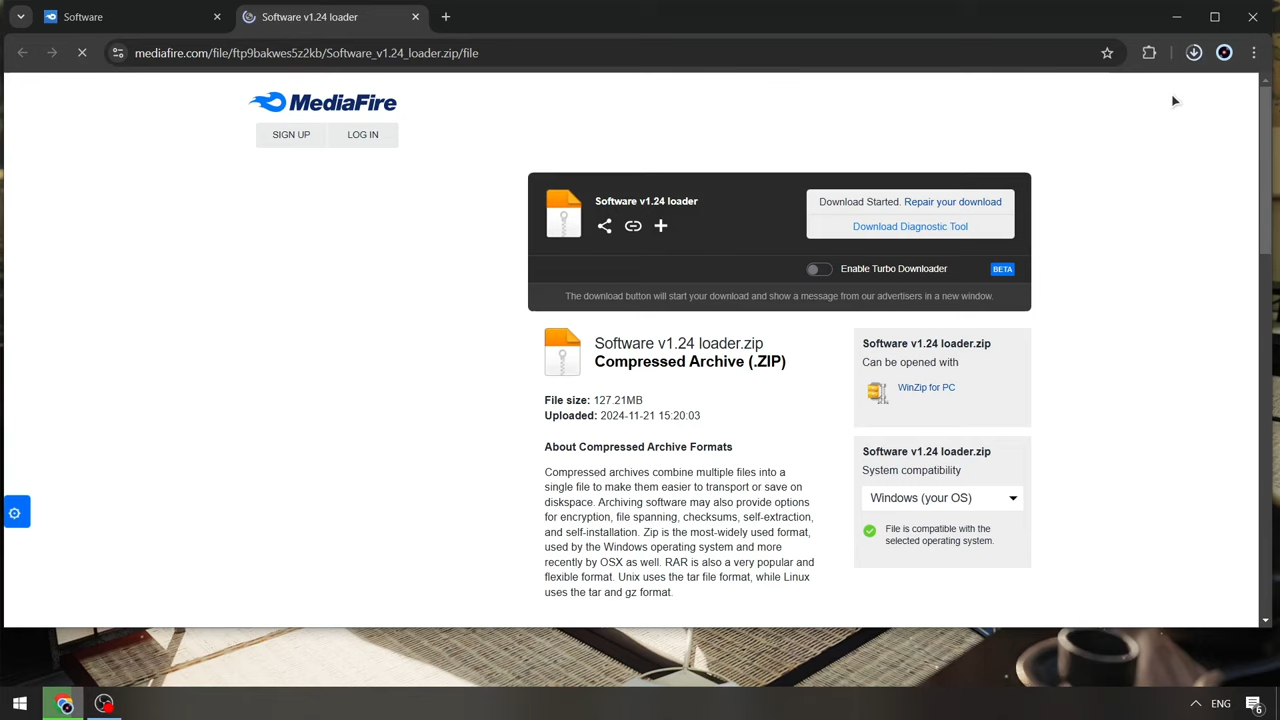 Software
Software v1.24 loader
mediafire.com/file/ftp9bakwes5z2kb/Software_v1.24_loader.zip/file
MediaFire
SIGN UP
LOG IN
Software v1.24 loader
Download Started. Repair your download
Download Diagnostic Tool
Enable Turbo Downloader
BETA
The download button will start your download and show a message from our advertisers in a new window.
Software v1.24 loader.zip
Compressed Archive (.ZIP)
File size: 127.21MB
Uploaded: 2024-11-21 15:20:03
About Compressed Archive Formats
Compressed archives combine multiple files into a
single file to make them easier to transport or save on
diskspace. Archiving software may also provide options
for encryption, file spanning, checksums, self-extraction,
and self-installation. Zip is the most-widely used format,
used by the Windows operating system and more
recently by OSX as well. RAR is also a very popular and
flexible format. Unix uses the tar file format, while Linux
uses the tar and gz format.
Software v1.24 loader.zip
Can be opened with
WinZip for PC
Software v1.24 loader.zip
System compatibility
Windows (your OS)
File is compatible with the
selected operating system.
ENG
6